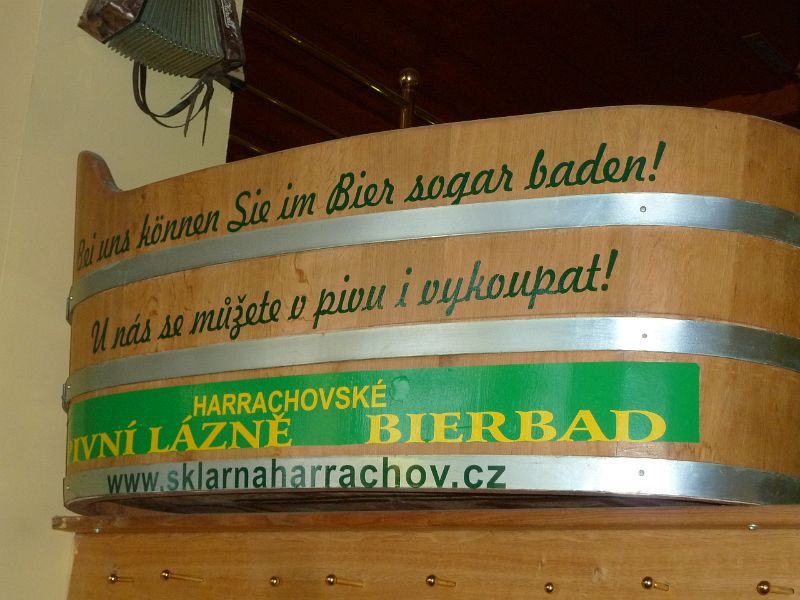 Bei uns können Sie im Bier sogar baden!
U nás se můžete v pivu i vykoupat!
HARRACHOVSKÉ
PIVNÍ LÁZNĚ BIERBAD
www.sklarnaharrachov.cz